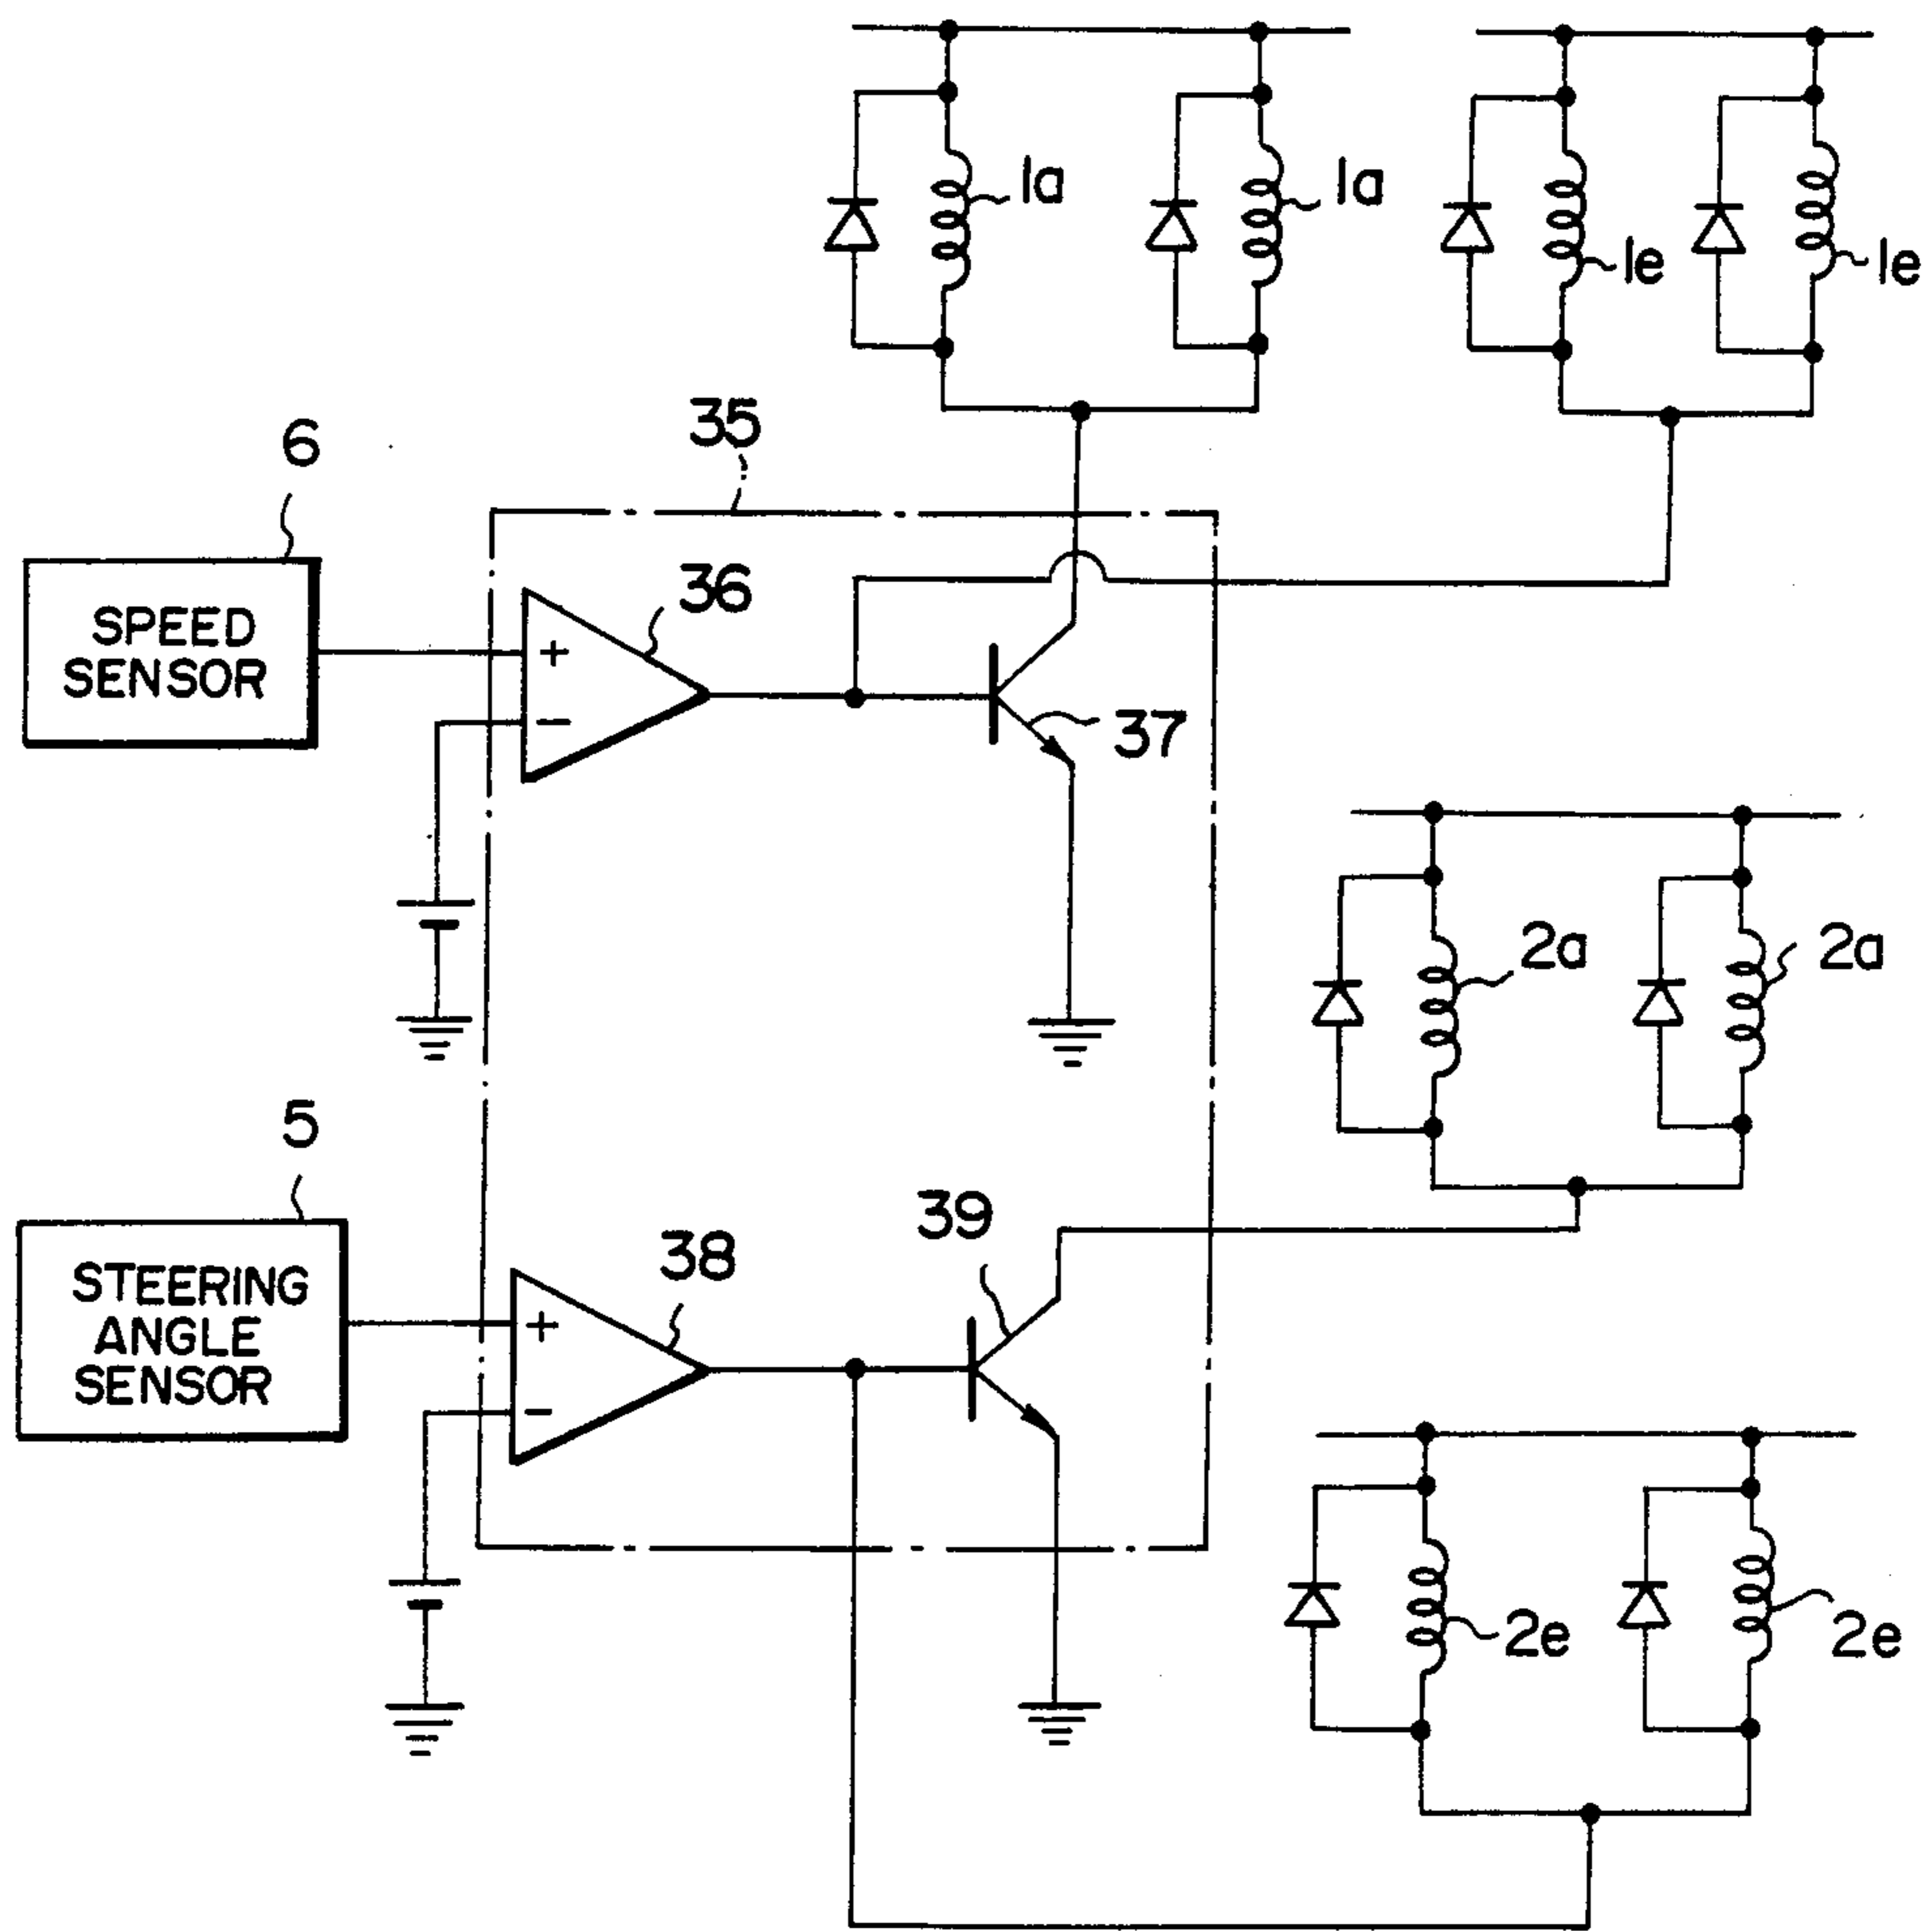 1a
1a
1e
1e
35
6
36
SPEED
SENSOR
+
−
37
2a
2a
5
39
38
STEERING
ANGLE
SENSOR
+
−
2e
2e